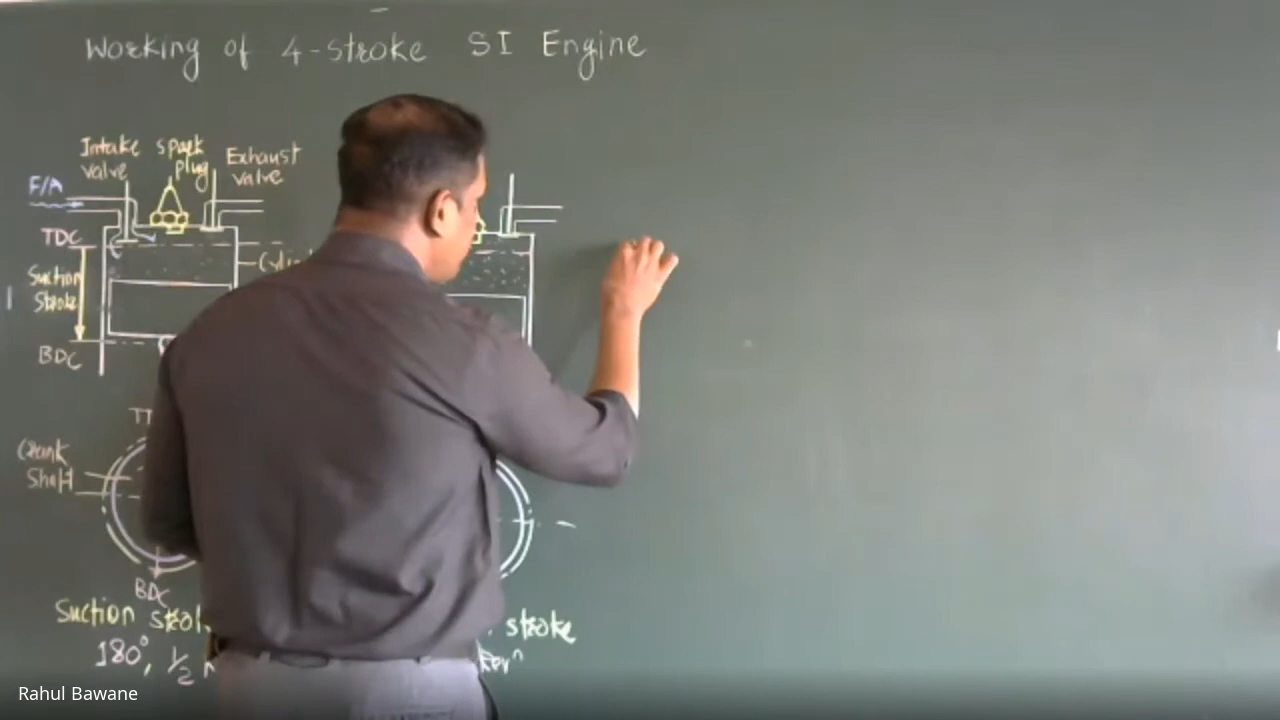 Working of 4-stroke SI Engine
Intake valve
spark plug
Exhaust valve
F/A
TDC
Suction Stroke
BDC
Crank Shaft
BDC
Suction
stroke
180°, 1/2
Rahul Bawane